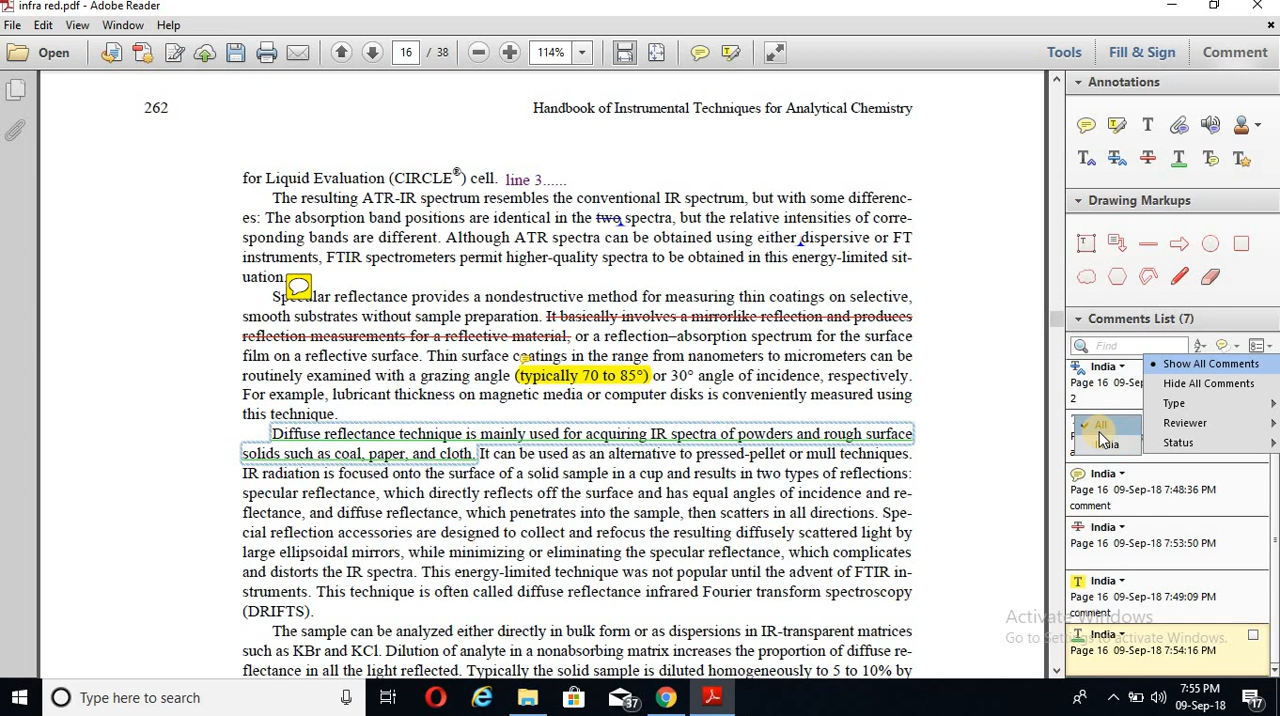 infra red.pdf - Adobe Reader
File Edit View Window Help
Open 16 / 38 114% Tools Fill & Sign Comment
262 Handbook of Instrumental Techniques for Analytical Chemistry
for Liquid Evaluation (CIRCLE®) cell. line 3......
The resulting ATR-IR spectrum resembles the conventional IR spectrum, but with some differenc-
es: The absorption band positions are identical in the two spectra, but the relative intensities of corre-
sponding bands are different. Although ATR spectra can be obtained using either dispersive or FT
instruments, FTIR spectrometers permit higher-quality spectra to be obtained in this energy-limited sit-
uation.
Specular reflectance provides a nondestructive method for measuring thin coatings on selective,
smooth substrates without sample preparation. It basically involves a mirrorlike reflection and produces
reflection measurements for a reflective material, or a reflection–absorption spectrum for the surface
film on a reflective surface. Thin surface coatings in the range from nanometers to micrometers can be
routinely examined with a grazing angle (typically 70 to 85°) or 30° angle of incidence, respectively.
For example, lubricant thickness on magnetic media or computer disks is conveniently measured using
this technique.
Diffuse reflectance technique is mainly used for acquiring IR spectra of powders and rough surface
solids such as coal, paper, and cloth. It can be used as an alternative to pressed-pellet or mull techniques.
IR radiation is focused onto the surface of a solid sample in a cup and results in two types of reflections:
specular reflectance, which directly reflects off the surface and has equal angles of incidence and re-
flectance, and diffuse reflectance, which penetrates into the sample, then scatters in all directions. Spe-
cial reflection accessories are designed to collect and refocus the resulting diffusely scattered light by
large ellipsoidal mirrors, while minimizing or eliminating the specular reflectance, which complicates
and distorts the IR spectra. This energy-limited technique was not popular until the advent of FTIR in-
struments. This technique is often called diffuse reflectance infrared Fourier transform spectroscopy
(DRIFTS).
The sample can be analyzed either directly in bulk form or as dispersions in IR-transparent matrices
such as KBr and KCl. Dilution of analyte in a nonabsorbing matrix increases the proportion of diffuse re-
flectance in all the light reflected. Typically the solid sample is diluted homogeneously to 5 to 10% by
Annotations
Drawing Markups
Comments List (7)
Find
India
Page 16 09-Sep
2
Show All Comments
Hide All Comments
Type
Reviewer
Status
All
India
India
Page 16 09-Sep-18 7:48:36 PM
comment
India
Page 16 09-Sep-18 7:53:50 PM
India
Page 16 09-Sep-18 7:49:09 PM
comment
India
Page 16 09-Sep-18 7:54:16 PM
Activate Windows
Go to Settings to activate Windows.
Type here to search
37
7:55 PM
09-Sep-18
17